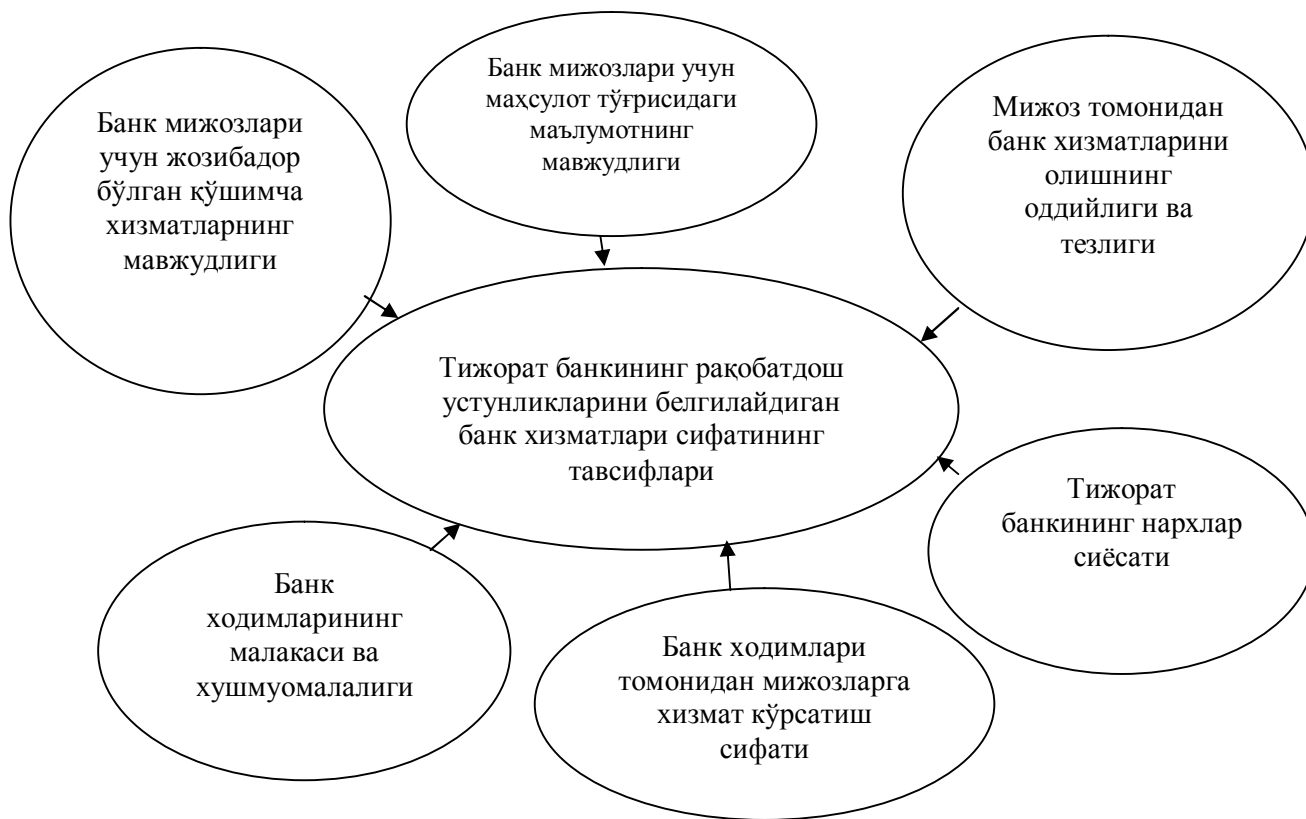 Банк мижозлари
учун жозибадор
бўлган қўшимча
хизматларнинг
мавжудлиги
Банк мижозлари учун
маҳсулот тўғрисидаги
маълумотнинг
мавжудлиги
Мижоз томонидан
банк хизматларини
олишнинг
оддийлиги ва
тезлиги
Тижорат банкининг рақобатдош
устунликларини белгилайдиган
банк хизматлари сифатининг
тавсифлари
Тижорат
банкининг нархлар
сиёсати
Банк
ходимларининг
малакаси ва
хушмуомалалиги
Банк ходимлари
томонидан мижозларга
хизмат кўрсатиш
сифати